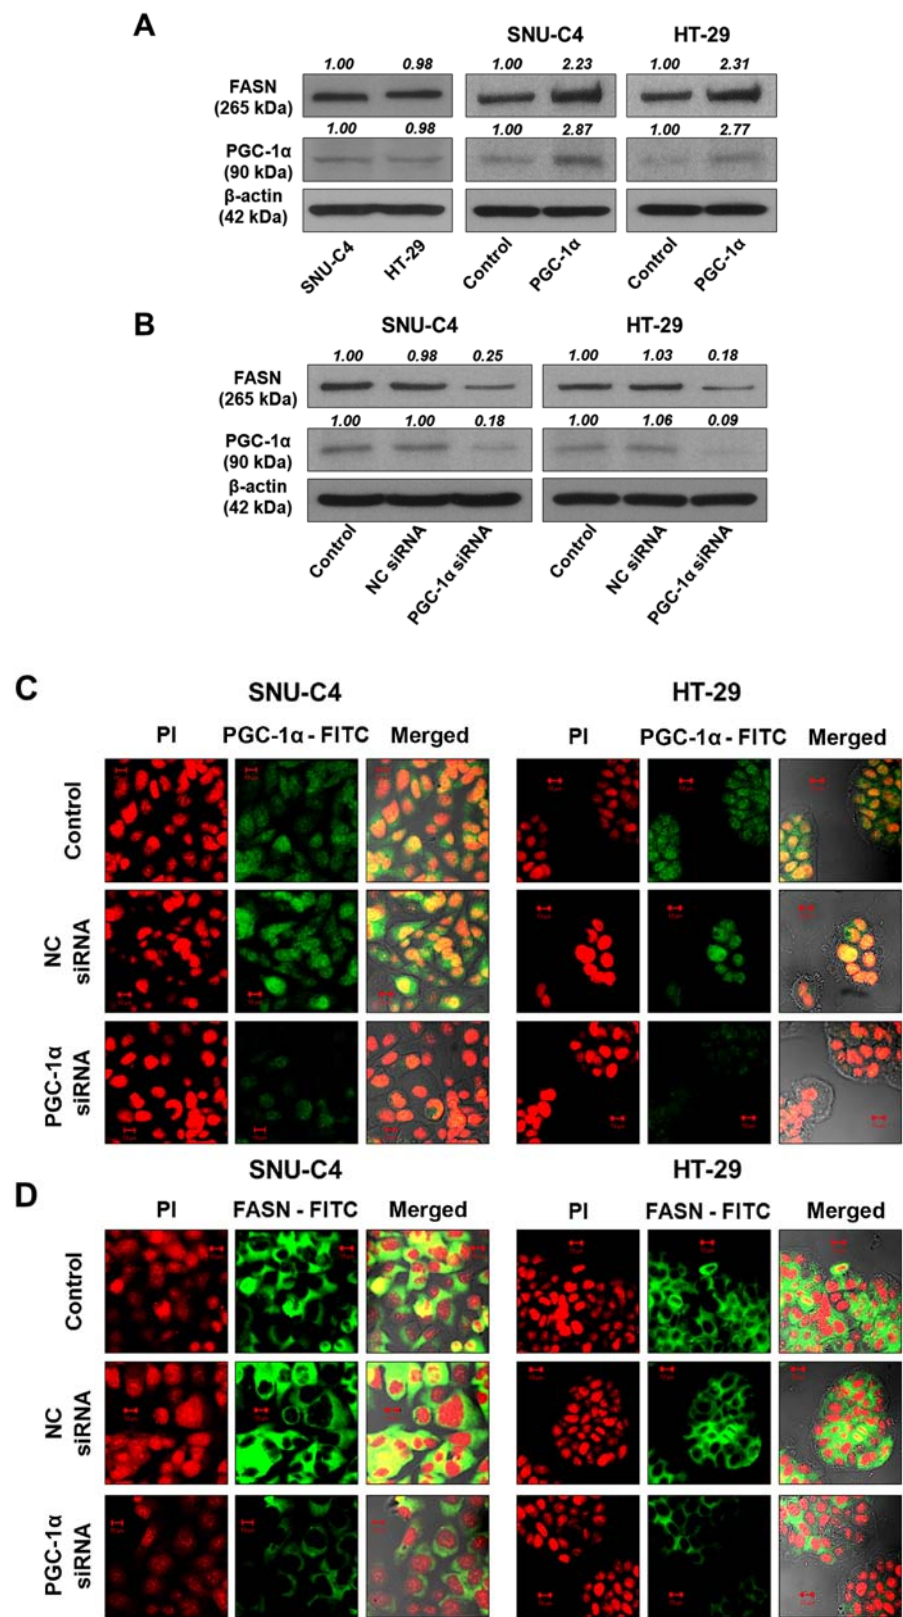 A
SNU-C4 HT-29
1.00 0.98 1.00 2.23 1.00 2.31
FASN
(265 kDa)
1.00 0.98 1.00 2.87 1.00 2.77
PGC-1α
(90 kDa)
β-actin
(42 kDa)
SNU-C4 HT-29 Control PGC-1α Control PGC-1α
B
SNU-C4 HT-29
1.00 0.98 0.25 1.00 1.03 0.18
FASN
(265 kDa)
1.00 1.00 0.18 1.00 1.06 0.09
PGC-1α
(90 kDa)
β-actin
(42 kDa)
Control NC siRNA PGC-1α siRNA Control NC siRNA PGC-1α siRNA
C
SNU-C4 HT-29
PI PGC-1α - FITC Merged PI PGC-1α - FITC Merged
Control
NC
siRNA
PGC-1α
siRNA
SNU-C4 HT-29
D
PI FASN - FITC Merged PI FASN - FITC Merged
Control
NC
siRNA
PGC-1α
siRNA